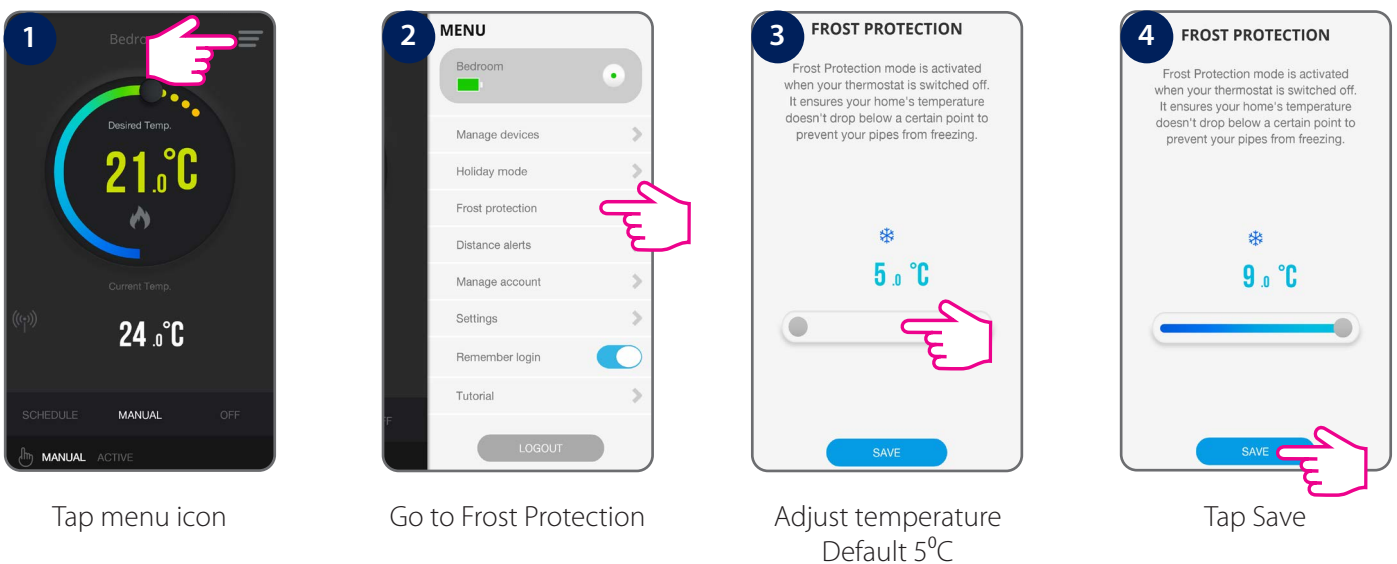 1
Desired Temp.
21.0°C
Current Temp.
24.0°C
SCHEDULE MANUAL OFF
MANUAL ACTIVE
Tap menu icon
2
MENU
Bedroom
Manage devices
Holiday mode
Frost protection
Distance alerts
Manage account
Settings
Remember login
Tutorial
LOGOUT
Go to Frost Protection
3
FROST PROTECTION
Frost Protection mode is activated
when your thermostat is switched off.
It ensures your home's temperature
doesn't drop below a certain point to
prevent your pipes from freezing.
5.0 °C
SAVE
Adjust temperature
Default 5⁰C
4
FROST PROTECTION
Frost Protection mode is activated
when your thermostat is switched off.
It ensures your home's temperature
doesn't drop below a certain point to
prevent your pipes from freezing.
9.0 °C
SAVE
Tap Save